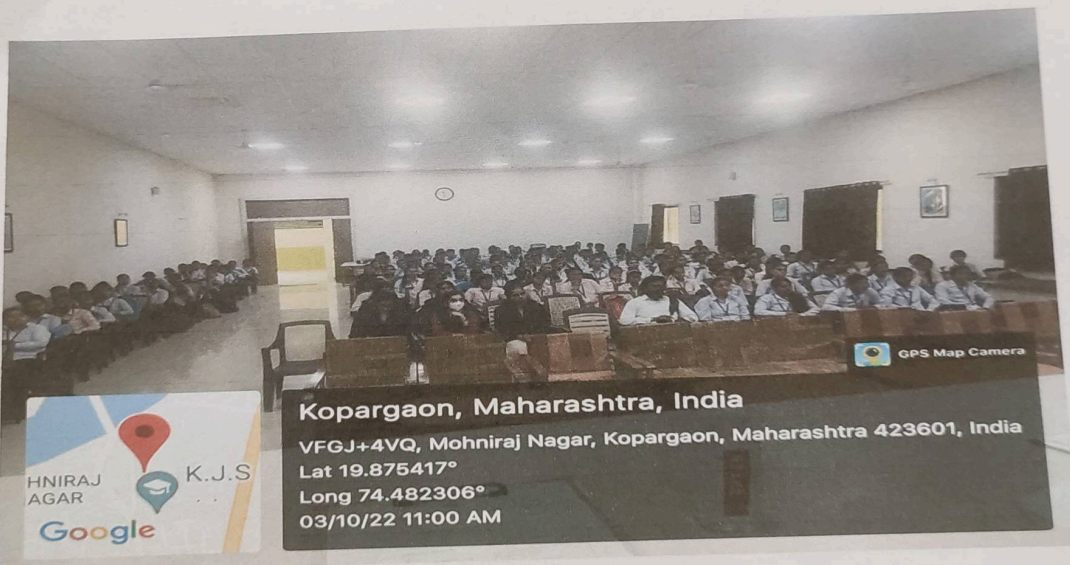 GPS Map Camera
Kopargaon, Maharashtra, India
VFGJ+4VQ, Mohniraj Nagar, Kopargaon, Maharashtra 423601, India
Lat 19.875417°
Long 74.482306°
03/10/22 11:00 AM
HNIRAJ
AGAR
K.J.S
Google